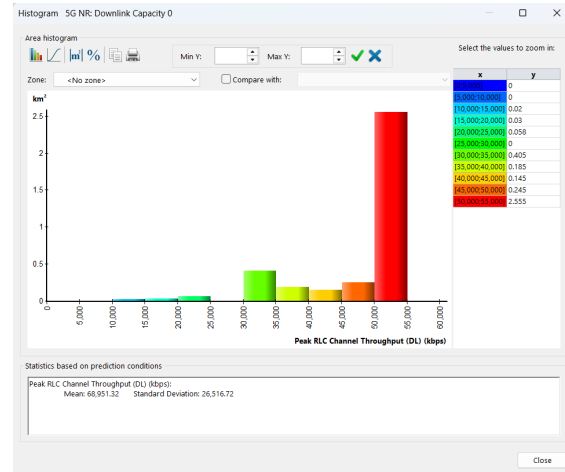 Histogram 5G NR: Downlink Capacity 0
Area histogram
|m| % Min Y: Max Y:
Zone: <No zone> Compare with:
Select the values to zoom in:
x y
0
[5,000;10,000] 0
[10,000;15,000] 0.02
[15,000;20,000] 0.03
[20,000;25,000] 0.058
[25,000;30,000] 0
[30,000;35,000] 0.405
[35,000;40,000] 0.185
[40,000;45,000] 0.145
[45,000;50,000] 0.245
[50,000;55,000] 2.555
km²
2.5
2
1.5
1
0.5
0
0 5,000 10,000 15,000 20,000 25,000 30,000 35,000 40,000 45,000 50,000 55,000 60,000
Peak RLC Channel Throughput (DL) (kbps)
Statistics based on prediction conditions
Peak RLC Channel Throughput (DL) (kbps):
Mean: 68,951.32 Standard Deviation: 26,516.72
Close